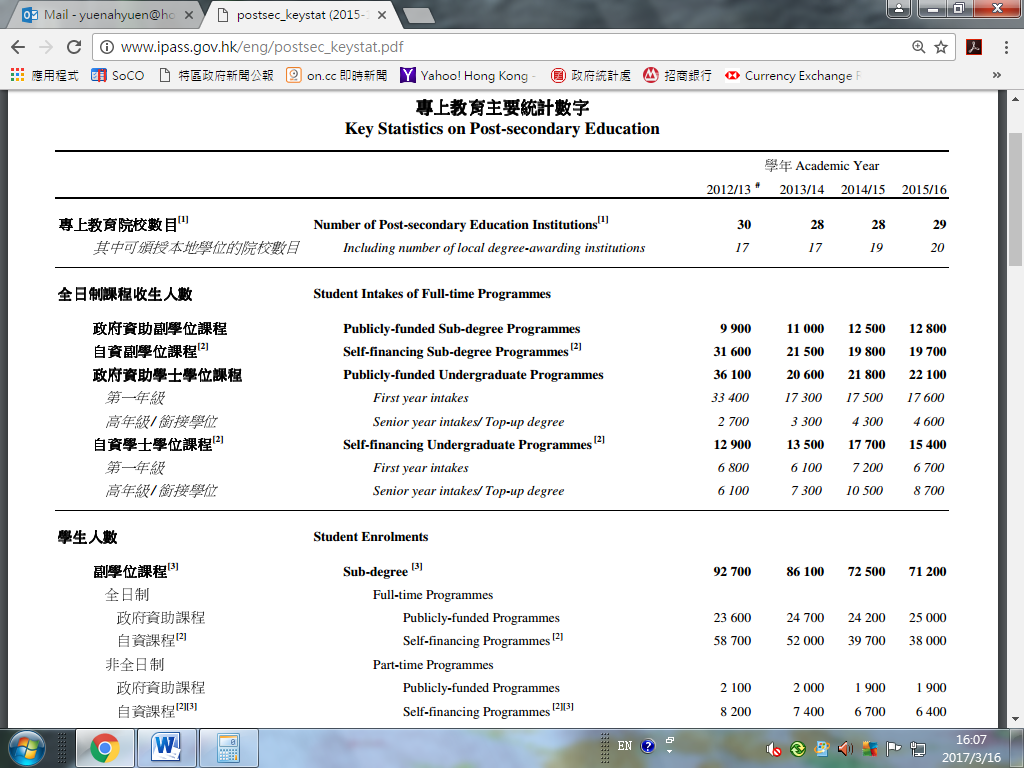 Mail - yuenahyuen@ho
postsec_keystat (2015-
www.ipass.gov.hk/eng/postsec_keystat.pdf
應用程式 SoCO 特區政府新聞公報 on.cc 即時新聞 Yahoo! Hong Kong - 政府統計處 招商銀行 Currency Exchange R »
專上教育主要統計數字
Key Statistics on Post-secondary Education
學年 Academic Year
2012/13 # 2013/14 2014/15 2015/16
專上教育院校數目[1] Number of Post-secondary Education Institutions[1] 30 28 28 29
其中可頒授本地學位的院校數目 Including number of local degree-awarding institutions 17 17 19 20
全日制課程收生人數 Student Intakes of Full-time Programmes
政府資助副學位課程 Publicly-funded Sub-degree Programmes 9 900 11 000 12 500 12 800
自資副學位課程[2] Self-financing Sub-degree Programmes [2] 31 600 21 500 19 800 19 700
政府資助學士學位課程 Publicly-funded Undergraduate Programmes 36 100 20 600 21 800 22 100
第一年級 First year intakes 33 400 17 300 17 500 17 600
高年級/ 銜接學位 Senior year intakes/ Top-up degree 2 700 3 300 4 300 4 600
自資學士學位課程[2] Self-financing Undergraduate Programmes [2] 12 900 13 500 17 700 15 400
第一年級 First year intakes 6 800 6 100 7 200 6 700
高年級/ 銜接學位 Senior year intakes/ Top-up degree 6 100 7 300 10 500 8 700
學生人數 Student Enrolments
副學位課程[3] Sub-degree [3] 92 700 86 100 72 500 71 200
全日制 Full-time Programmes
政府資助課程 Publicly-funded Programmes 23 600 24 700 24 200 25 000
自資課程[2] Self-financing Programmes [2] 58 700 52 000 39 700 38 000
非全日制 Part-time Programmes
政府資助課程 Publicly-funded Programmes 2 100 2 000 1 900 1 900
自資課程[2][3] Self-financing Programmes [2][3] 8 200 7 400 6 700 6 400
EN
16:07
2017/3/16